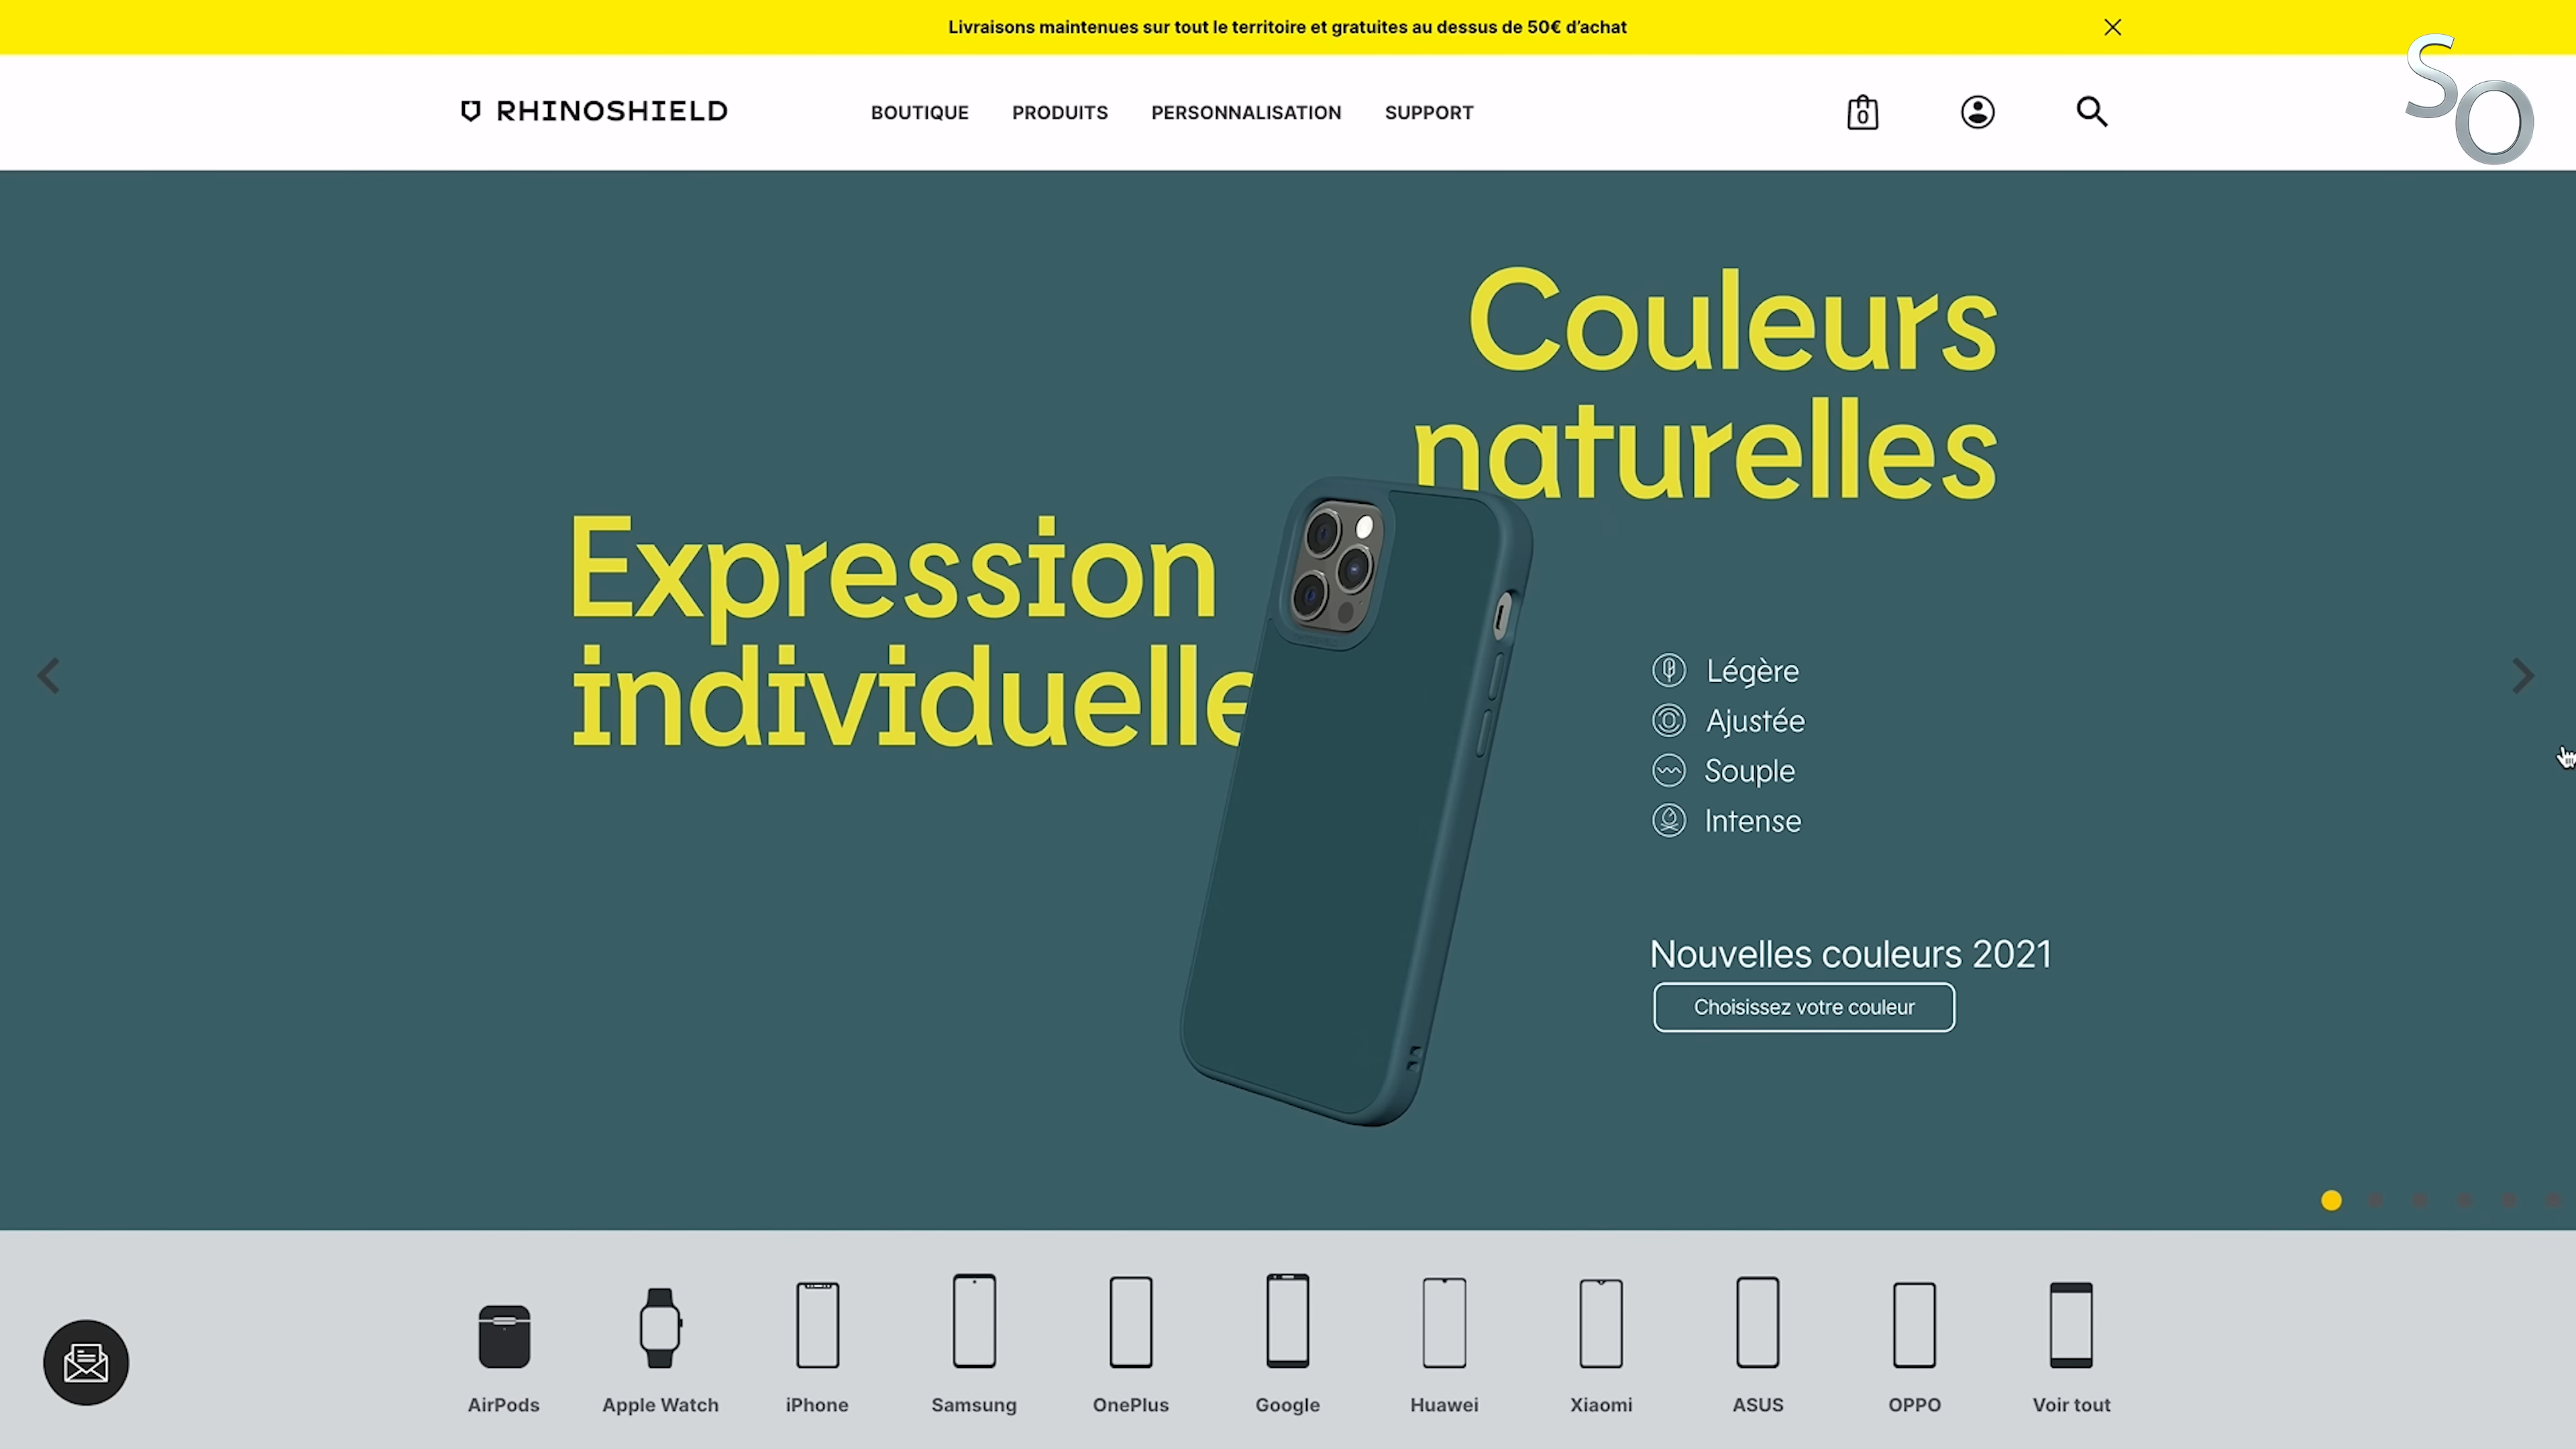 Livraisons maintenues sur tout le territoire et gratuites au dessus de 50€ d'achat
SO
RHINOSHIELD
BOUTIQUE
PRODUITS
PERSONNALISATION
SUPPORT
0
Couleurs
naturelles
Expression
individuelle
Légère
Ajustée
Souple
Intense
Nouvelles couleurs 2021
Choisissez votre couleur
AirPods
Apple Watch
iPhone
Samsung
OnePlus
Google
Huawei
Xiaomi
ASUS
OPPO
Voir tout